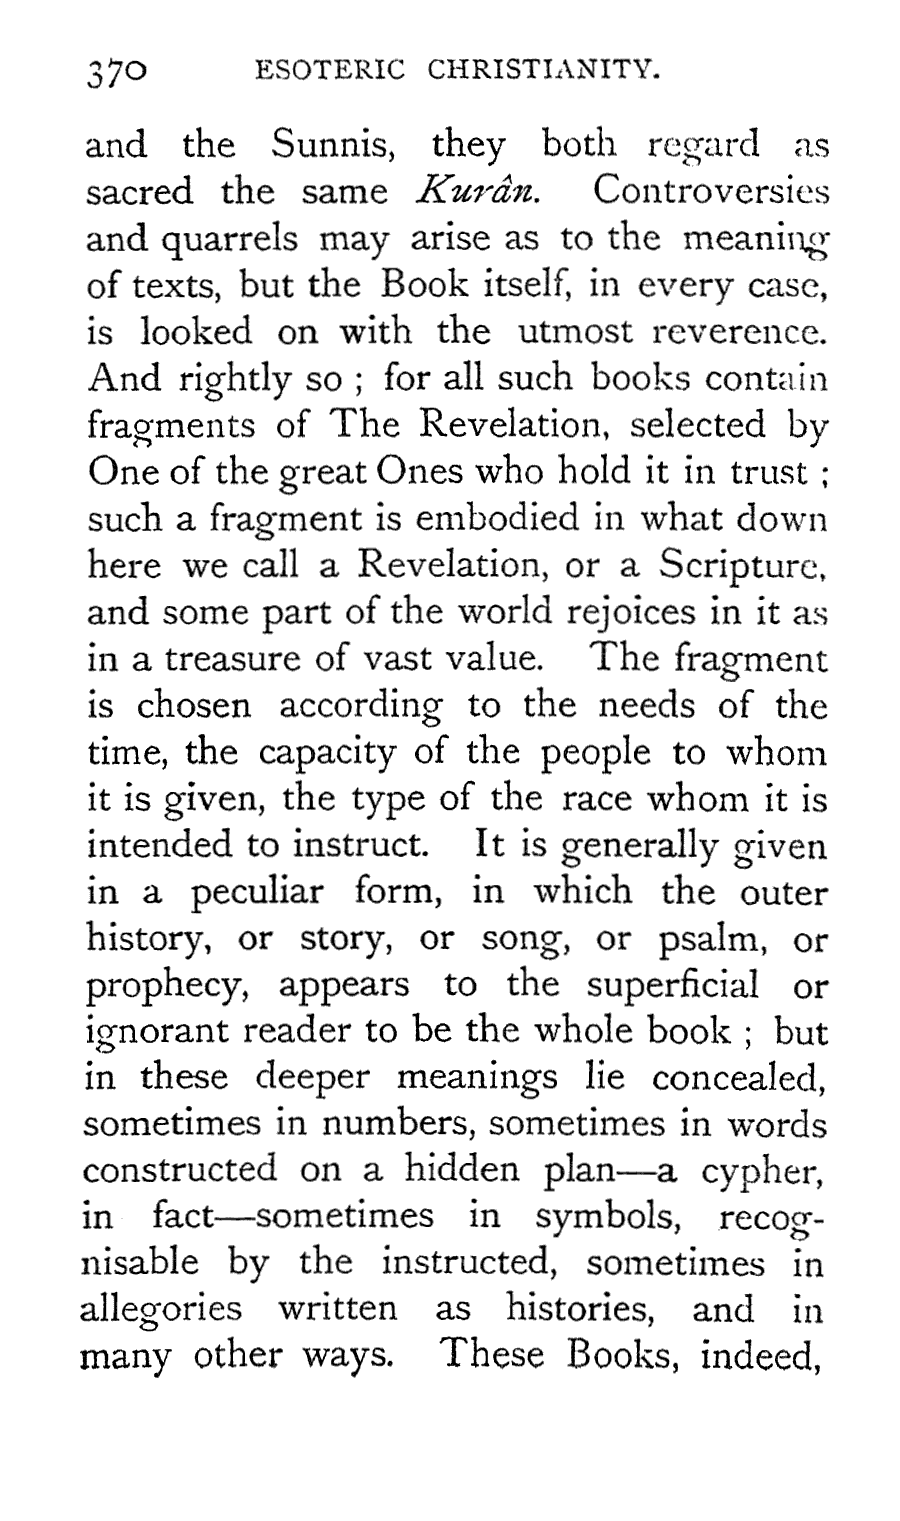 370 ESOTERIC CHRISTIANITY.
and the Sunnis, they both regard as
sacred the same Kurân. Controversies
and quarrels may arise as to the meaning
of texts, but the Book itself, in every case,
is looked on with the utmost reverence.
And rightly so ; for all such books contain
fragments of The Revelation, selected by
One of the great Ones who hold it in trust ;
such a fragment is embodied in what down
here we call a Revelation, or a Scripture,
and some part of the world rejoices in it as
in a treasure of vast value. The fragment
is chosen according to the needs of the
time, the capacity of the people to whom
it is given, the type of the race whom it is
intended to instruct. It is generally given
in a peculiar form, in which the outer
history, or story, or song, or psalm, or
prophecy, appears to the superficial or
ignorant reader to be the whole book ; but
in these deeper meanings lie concealed,
sometimes in numbers, sometimes in words
constructed on a hidden plan—a cypher,
in fact—sometimes in symbols, recog-
nisable by the instructed, sometimes in
allegories written as histories, and in
many other ways. These Books, indeed,